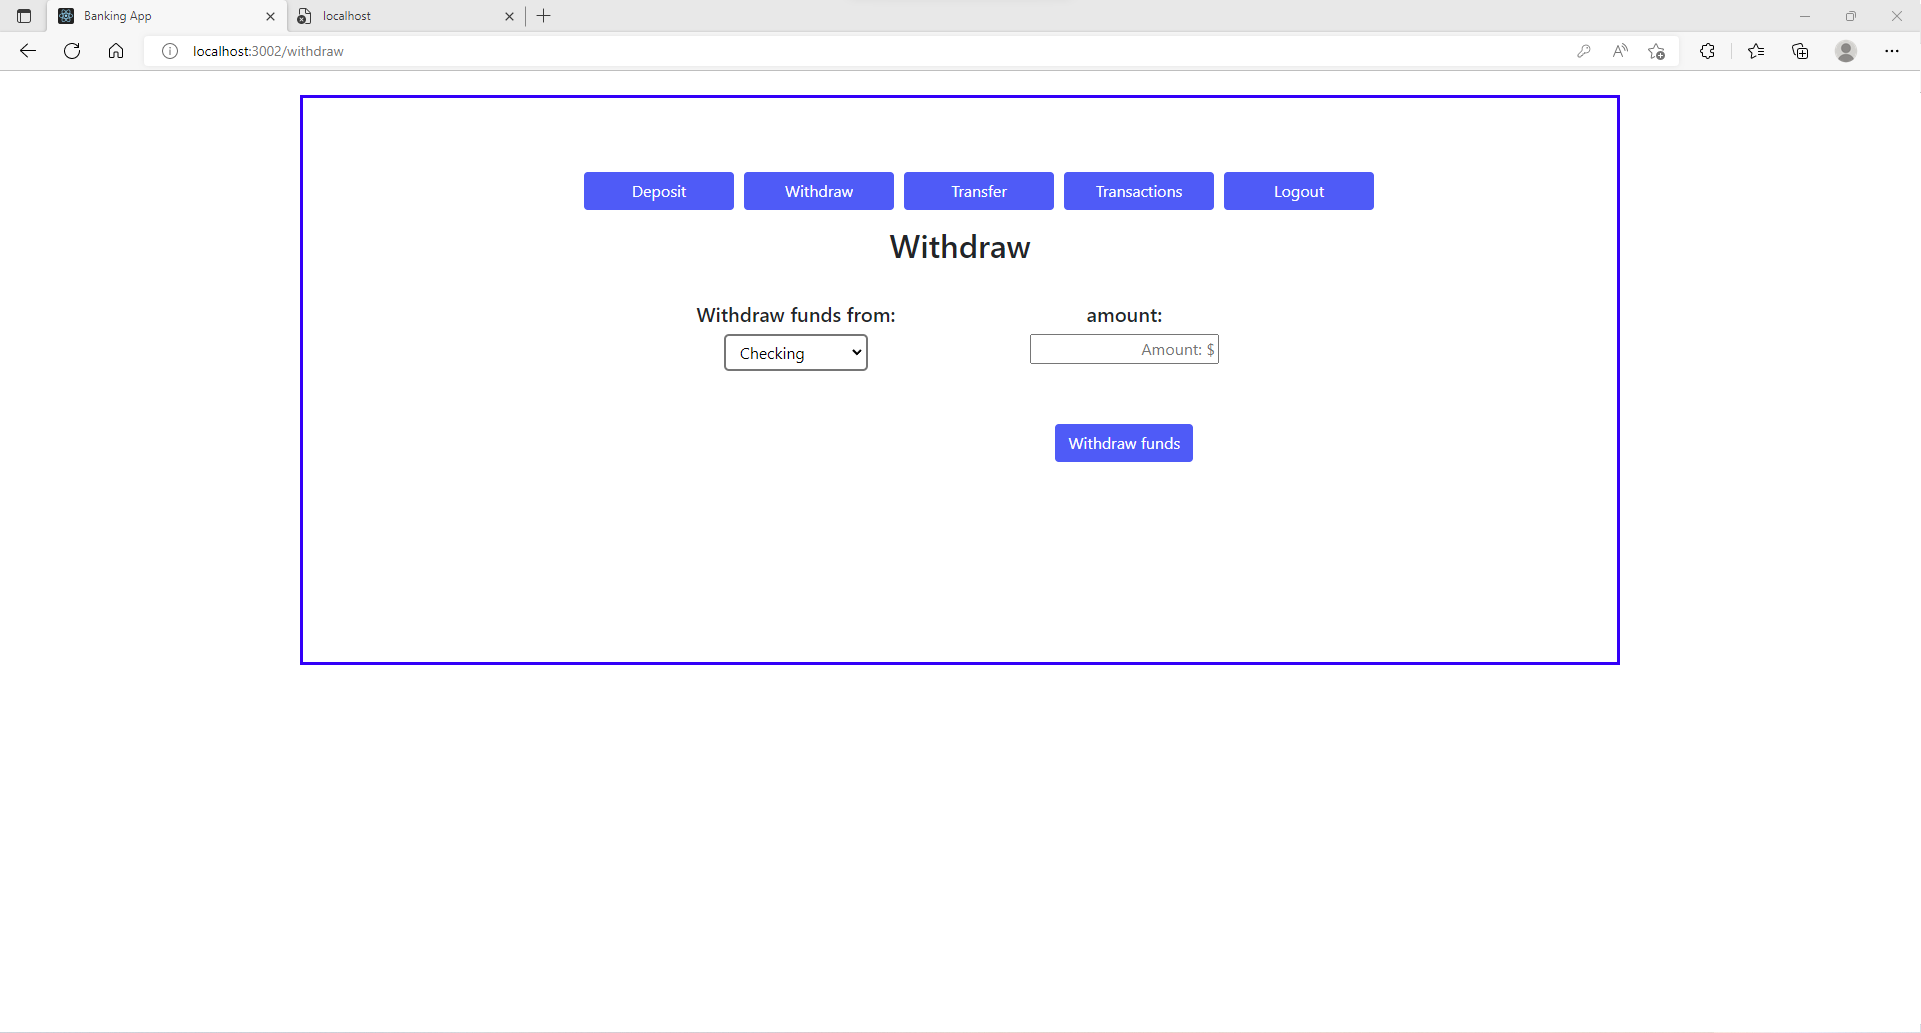 Banking App
localhost
localhost:3002/withdraw
Deposit
Withdraw
Transfer
Transactions
Logout
Withdraw
Withdraw funds from:
amount:
Checking
Amount: $
Withdraw funds